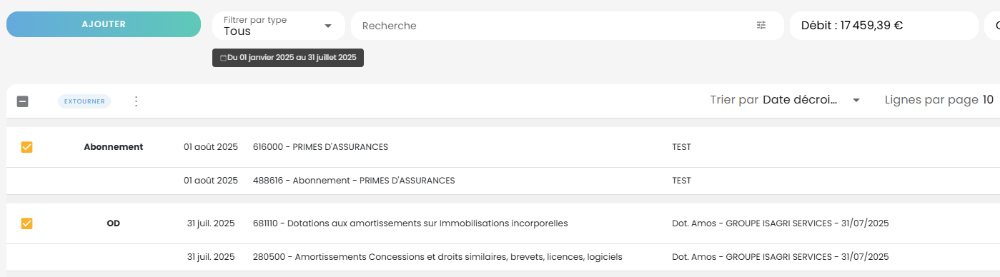 AJOUTER
Filtrer par type
Tous
Recherche
Débit : 17 459,39 €
Du 01 janvier 2025 au 31 juillet 2025
EXTOURNER
Trier par Date décroi...
Lignes par page 10
Abonnement 01 août 2025 616000 - PRIMES D'ASSURANCES TEST
01 août 2025 488616 - Abonnement - PRIMES D'ASSURANCES TEST
OD 31 juil. 2025 681110 - Dotations aux amortissements sur Immobilisations incorporelles Dot. Amos - GROUPE ISAGRI SERVICES - 31/07/2025
31 juil. 2025 280500 - Amortissements Concessions et droits similaires, brevets, licences, logiciels Dot. Amos - GROUPE ISAGRI SERVICES - 31/07/2025